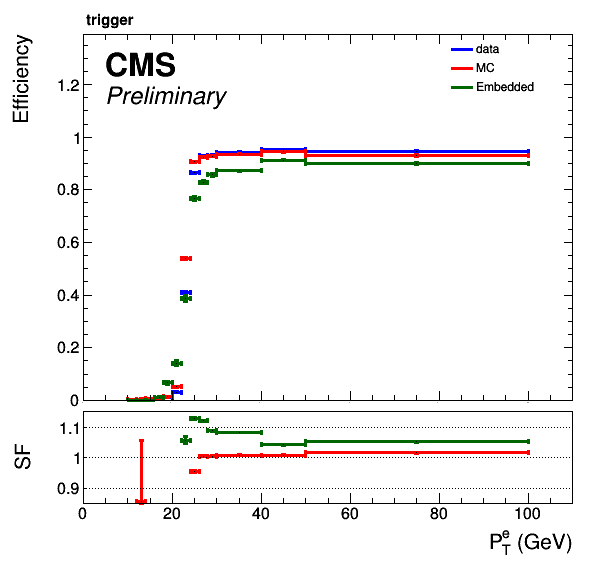 trigger
CMS
Preliminary
data
MC
Embedded
Efficiency
1.2
1
0.8
0.6
0.4
0.2
0
SF
1.1
1
0.9
0 20 40 60 80 100
P_T^e (GeV)